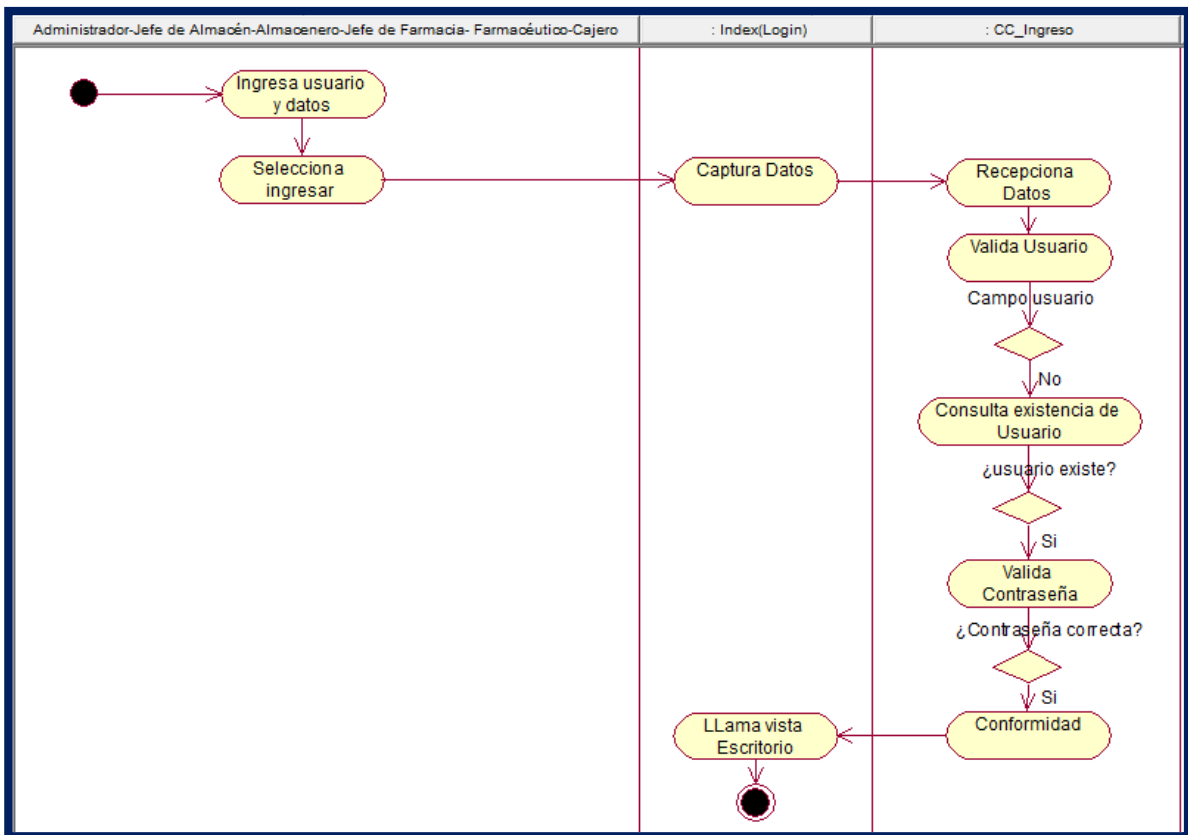 Administrador-Jefe de Almacén-Almacenero-Jefe de Farmacia- Farmacéutico-Cajero
: Index(Login)
: CC_Ingreso
Ingresa usuario
y datos
Selecciona
ingresar
Captura Datos
Recepciona
Datos
Valida Usuario
Campo usuario
No
Consulta existencia de
Usuario
¿usuario existe?
Si
Valida
Contraseña
¿Contraseña correcta?
Si
Conformidad
LLama vista
Escritorio